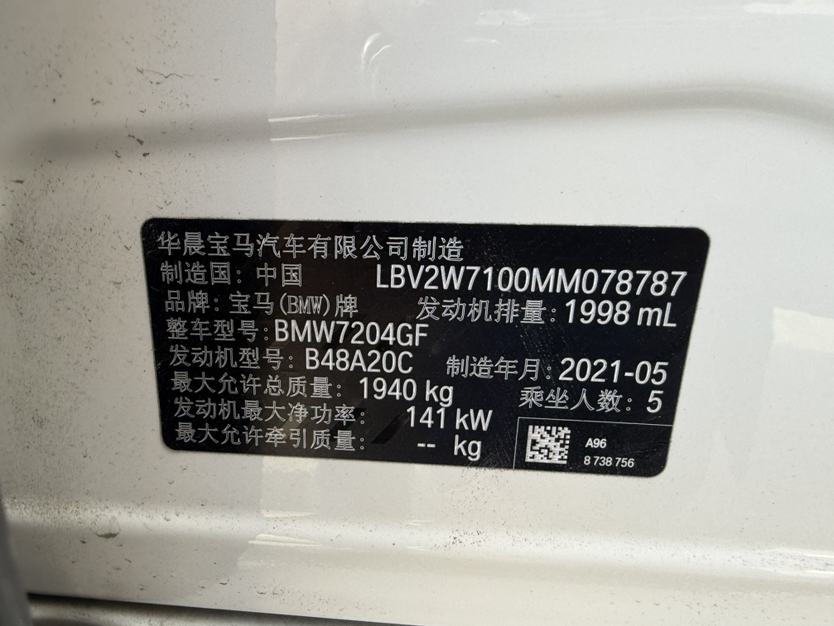 华晨宝马汽车有限公司制造
制造国: 中国 LBV2W7100MM078787
品牌: 宝马(BMW)牌 发动机排量: 1998 mL
整车型号: BMW7204GF
发动机型号: B48A20C 制造年月: 2021-05
最大允许总质量: 1940 kg 乘坐人数: 5
发动机最大净功率: 141 kW
最大允许牵引质量: -- kg
A96
8 738 756